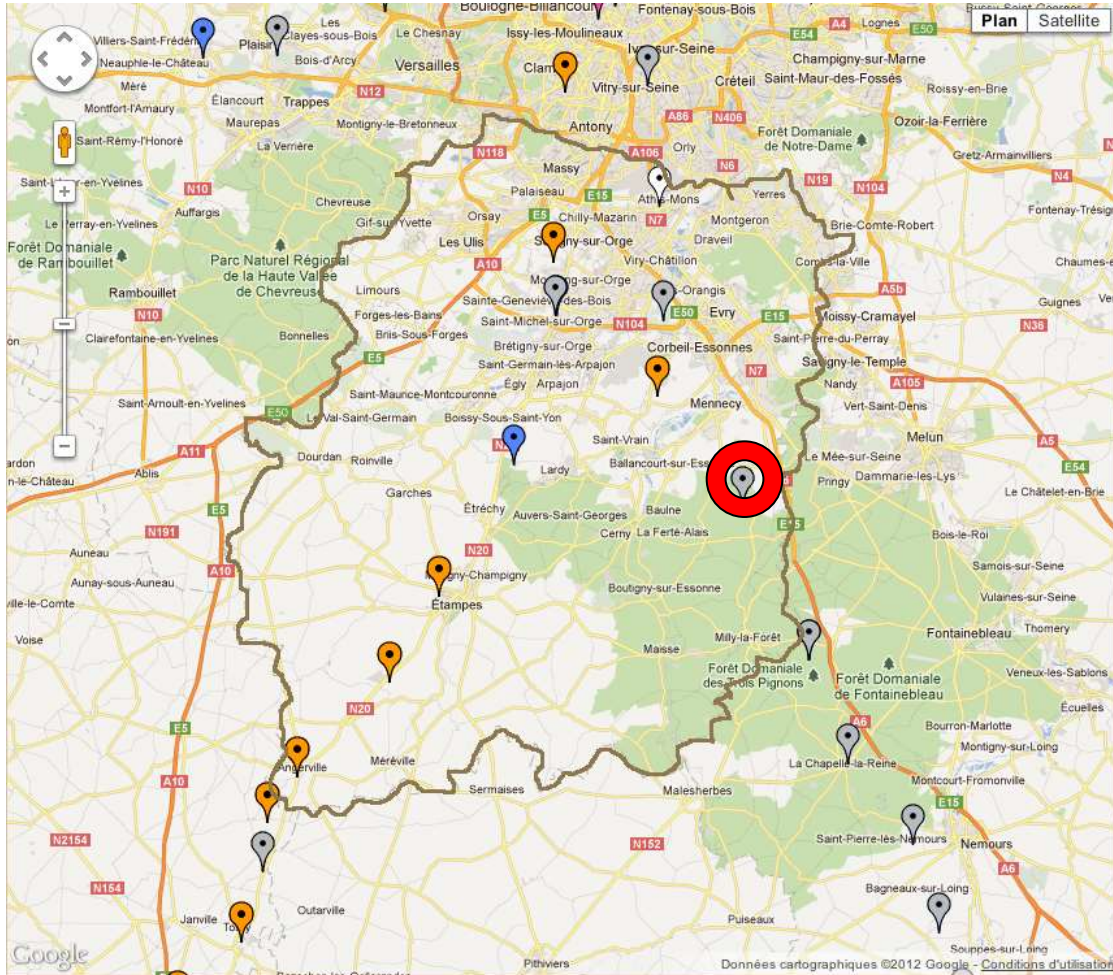 Boulogne-Billancourt
Fontenay-sous-Bois
Plan
Satellite
Villiers-Saint-Frédéric
Les
Clayes-sous-Bois
Le Chesnay
Issy-les-Moulineaux
E54
Lognes
E50
Neauphle-le-Château
Plaisir
Bois-d'Arcy
Versailles
Champigny-sur-Marne
Vitry-sur-Seine
Créteil
Saint-Maur-des-Fossés
Méré
Élancourt
Trappes
N12
Roissy-en-Brie
Montfort-l'Amaury
Maurepas
Montigny-le-Bretonneux
Antony
A86
N406
Ozoir-la-Ferrière
Saint-Rémy-l'Honoré
La Verrière
N118
A106
Orly
N6
Forêt Domaniale
de Notre-Dame
Gretz-Armainvilliers
Massy
N4
N10
Chevreuse
Palaiseau
E15
Athis-Mons
Yerres
N19
N104
Auffargis
Gif-sur-Yvette
Orsay
E5
Chilly-Mazarin
N7
Montgeron
Brie-Comte-Robert
Le Perray-en-Yvelines
Les Ulis
Savigny-sur-Orge
Draveil
Forêt Domaniale
de Rambouillet
Parc Naturel Régional
de la Haute Vallée
de Chevreuse
A10
Viry-Châtillon
Combs-la-Ville
Rambouillet
Limours
Sainte-Geneviève-des-Bois
A5b
Guignes
N10
Forges-les-Bains
Saint-Michel-sur-Orge
N104
E50
Evry
E15
Moissy-Cramayel
N36
Clairefontaine-en-Yvelines
Bonnelles
Briis-Sous-Forges
Brétigny-sur-Orge
Corbeil-Essonnes
Saint-Pierre-du-Perray
E5
Saint-Germain-lès-Arpajon
N7
Savigny-le-Temple
Égly
Arpajon
Nandy
A105
Saint-Arnoult-en-Yvelines
Saint-Maurice-Montcouronne
Mennecy
Vert-Saint-Denis
E50
Le Val-Saint-Germain
Boissy-Sous-Saint-Yon
Saint-Vrain
Melun
A5
A11
Dourdan
Roinville
Lardy
Le Mée-sur-Seine
Dammarie-les-Lys
E54
Ablis
Pringy
Le Châtelet-en-Brie
Garches
Étréchy
Auvers-Saint-Georges
Baulne
E5
N191
Cerny
La Ferté-Alais
E15
Bois-le-Roi
Auneau
N20
A10
Aunay-sous-Auneau
Boutigny-sur-Essonne
Samois-sur-Seine
Étampes
Vulaines-sur-Seine
Voise
Milly-la-Forêt
Fontainebleau
Thomery
Maisse
Forêt Domaniale
des Trois Pignons
Forêt Domaniale
de Fontainebleau
Veneux-les-Sablons
Écuelles
N20
E5
A6
Bourron-Marlotte
Angerville
Méréville
La Chapelle-la-Reine
Montigny-sur-Loing
A10
Sermaises
Malesherbes
Montcourt-Fromonville
E15
N2154
N152
Saint-Pierre-lès-Nemours
Nemours
A6
N154
Bagneaux-sur-Loing
Janville
Outarville
Puiseaux
Toury
Souppes-sur-Loing
Google
Pithiviers
Données cartographiques ©2012 Google - Conditions d'utilisation